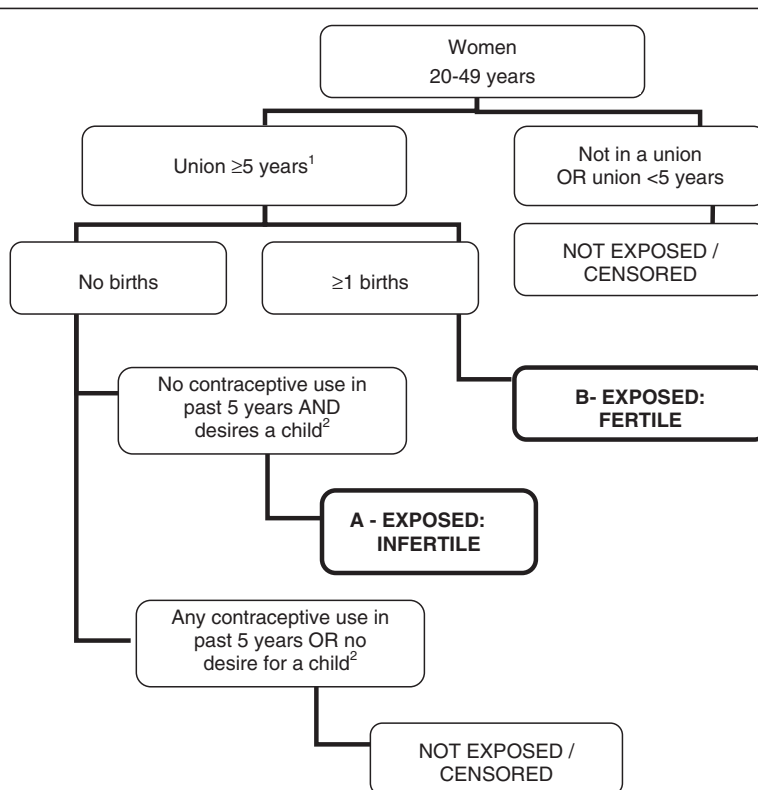 Women
20-49 years
Union ≥5 years¹
Not in a union
OR union <5 years
NOT EXPOSED /
CENSORED
No births
≥1 births
No contraceptive use in
past 5 years AND
desires a child²
B- EXPOSED:
FERTILE
A - EXPOSED:
INFERTILE
Any contraceptive use in
past 5 years OR no
desire for a child²
NOT EXPOSED /
CENSORED